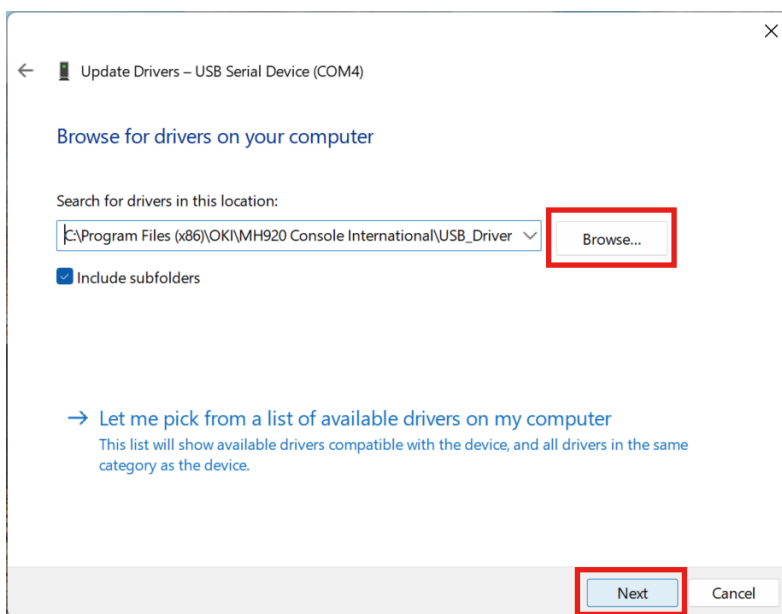 Update Drivers – USB Serial Device (COM4)
Browse for drivers on your computer
Search for drivers in this location:
C:\Program Files (x86)\OKI\MH920 Console International\USB_Driver
Browse...
Include subfolders
Let me pick from a list of available drivers on my computer
This list will show available drivers compatible with the device, and all drivers in the same
category as the device.
Next
Cancel